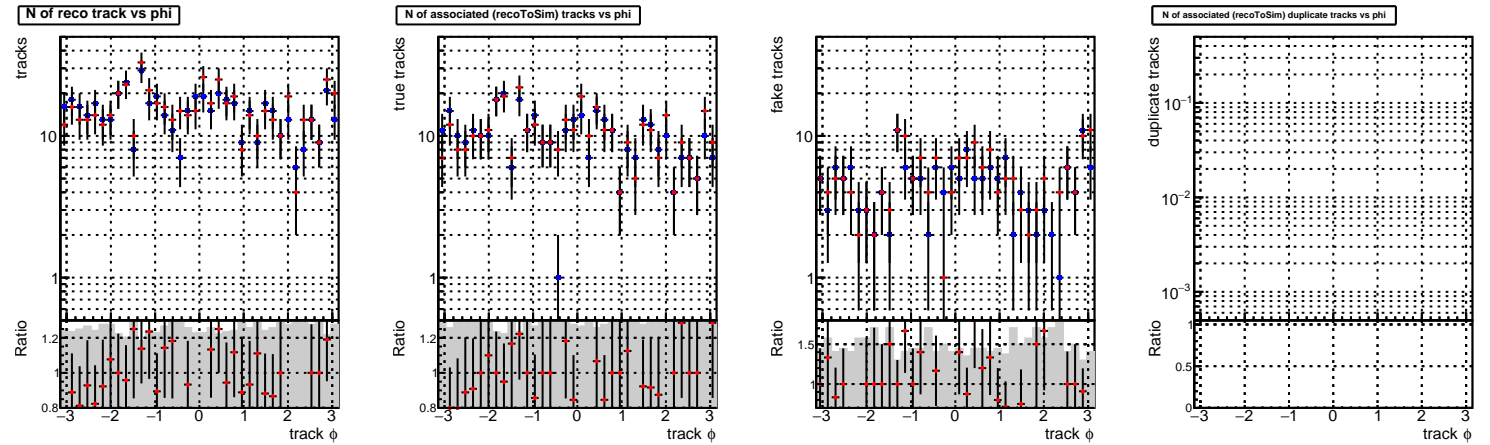 N of reco track vs phi
tracks
10
1
Ratio
1.2
1
0.8
−3 −2 −1 0 1 2 3
track ϕ
N of associated (recoToSim) tracks vs phi
true tracks
10
1
Ratio
1.2
1
0.8
−3 −2 −1 0 1 2 3
track ϕ
fake tracks
10
1
Ratio
1.5
1
−3 −2 −1 0 1 2 3
track ϕ
N of associated (recoToSim) duplicate tracks vs phi
duplicate tracks
10⁻¹
10⁻²
10⁻³
Ratio
1
0.5
0
−3 −2 −1 0 1 2 3
track ϕ